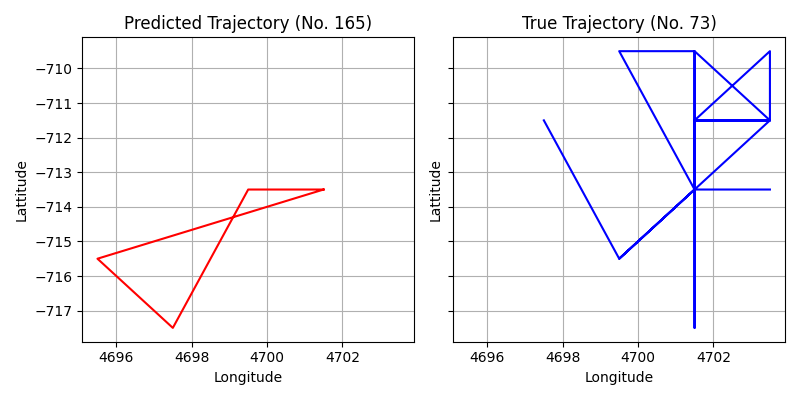 Predicted Trajectory (No. 165)
True Trajectory (No. 73)
−710
−711
−712
−713
−714
−715
−716
−717
Lattitude
Lattitude
4696 4698 4700 4702
4696 4698 4700 4702
Longitude
Longitude